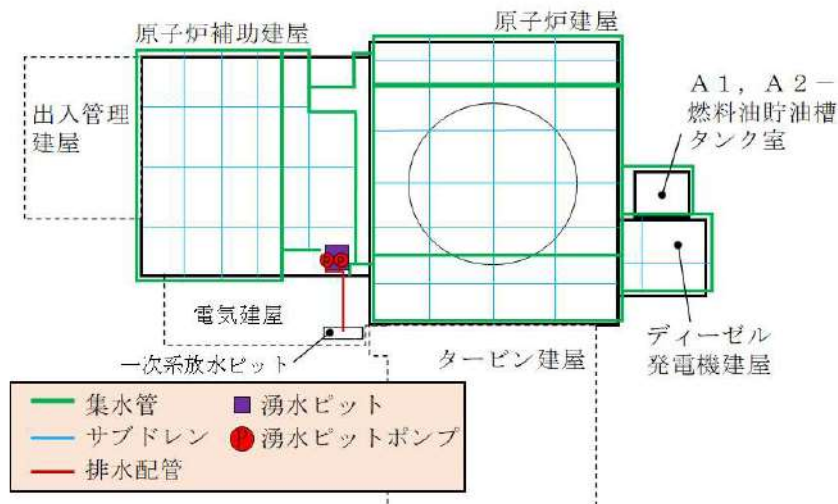 原子炉補助建屋
原子炉建屋
出入管理
建屋
A1，A2－
燃料油貯油槽
タンク室
PP
電気建屋
一次系放水ピット
タービン建屋
ディーゼル
発電機建屋
集水管
湧水ピット
サブドレン
P
湧水ピットポンプ
排水配管